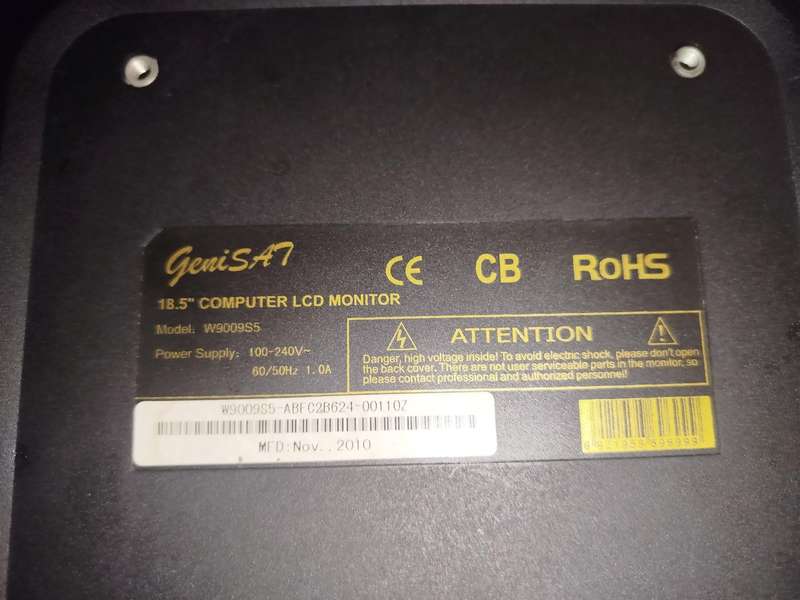 GeniSAT
CE CB RoHS
18.5" COMPUTER LCD MONITOR
Model: W9009S5
Power Supply: 100-240V~
60/50Hz 1.0A
ATTENTION
Danger, high voltage inside! To avoid electric shock, please don't open
the back cover. There are not user serviceable parts in the monitor, so
please contact professional and authorized personnel!
W9009S5-ABFC2B624-00110Z
MFD:Nov..2010